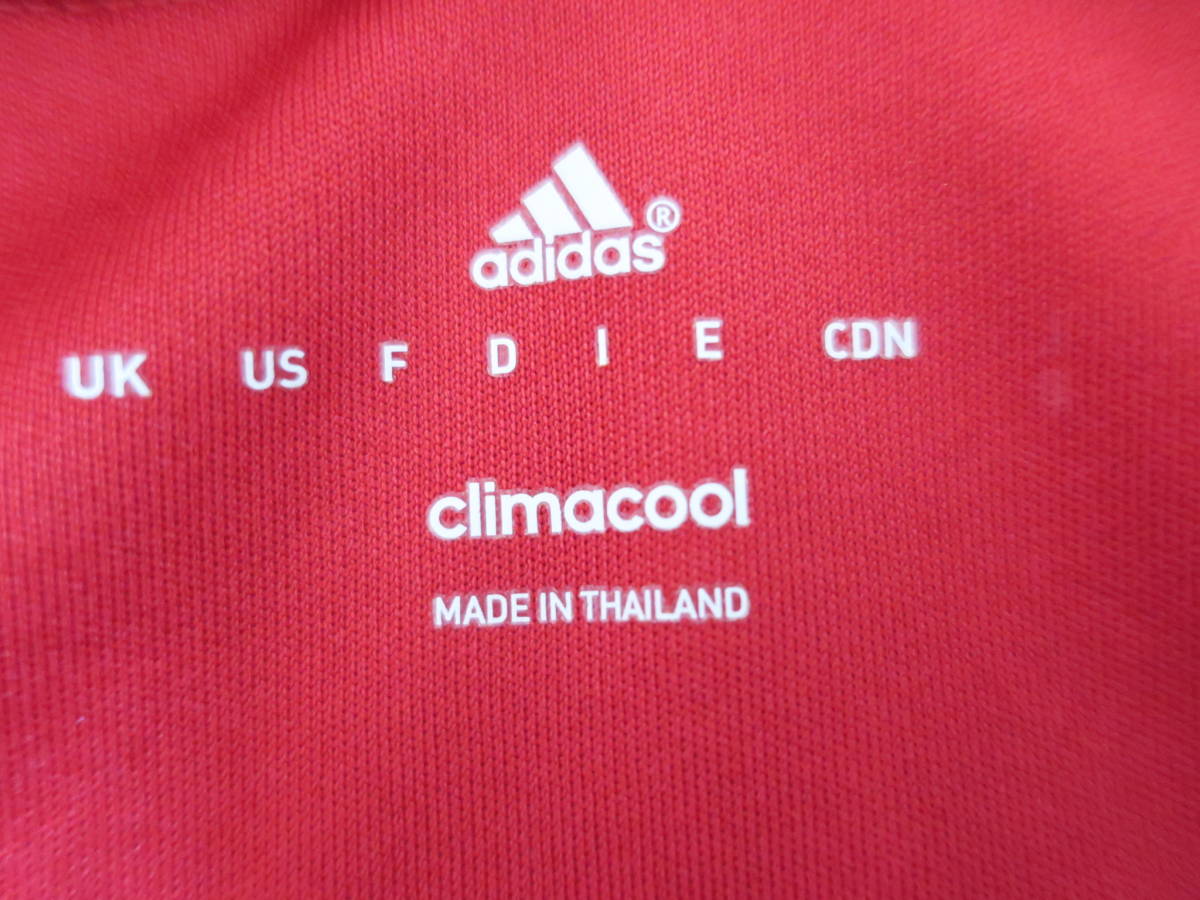 adidas®
UK US F D I E CDN
climacool
MADE IN THAILAND